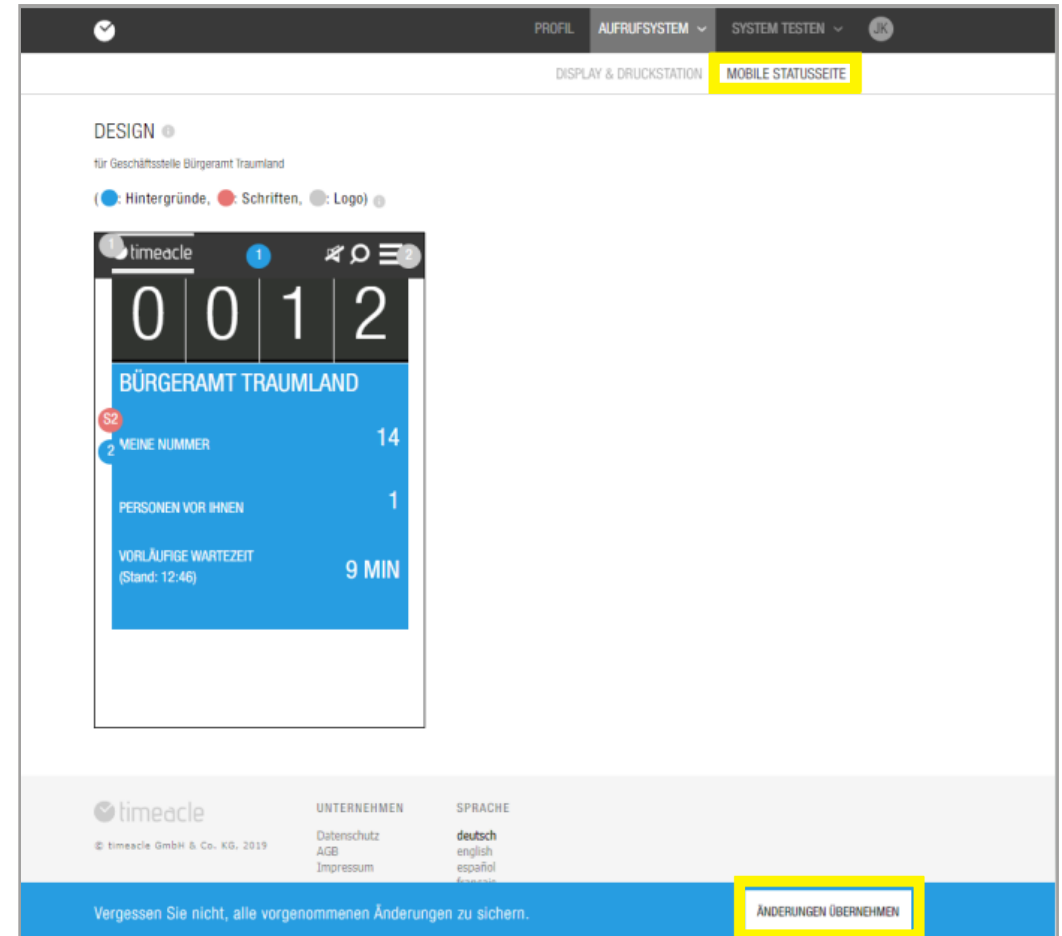 PROFIL AUFRUFSYSTEM SYSTEM TESTEN JK
DISPLAY & DRUCKSTATION MOBILE STATUSSEITE
DESIGN
für Geschäftsstelle Bürgeramt Traumland
( : Hintergründe, : Schriften, : Logo)
1 timeacle 1 2
0 0 1 2
BÜRGERAMT TRAUMLAND
S2
2 MEINE NUMMER 14
PERSONEN VOR IHNEN 1
VORLÄUFIGE WARTEZEIT
(Stand: 12:46) 9 MIN
timeacle
© timeacle GmbH & Co. KG, 2019
UNTERNEHMEN
Datenschutz
AGB
Impressum
SPRACHE
deutsch
english
español
français
Vergessen Sie nicht, alle vorgenommenen Änderungen zu sichern. ÄNDERUNGEN ÜBERNEHMEN